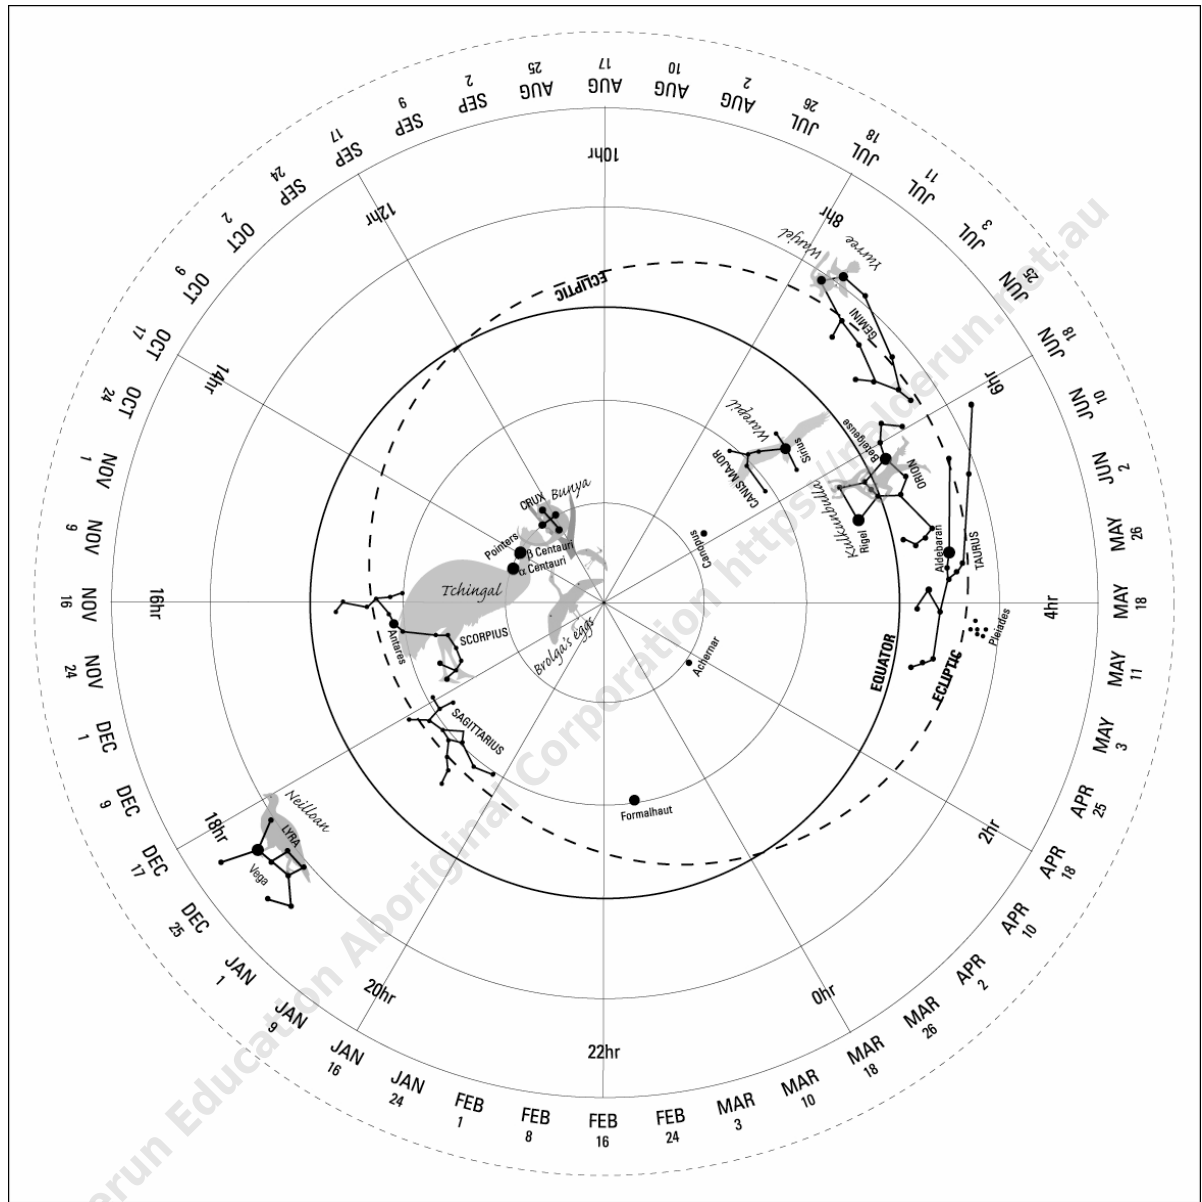 AUG
17
AUG
10
AUG
2
JUL
26
JUL
18
JUL
11
JUL
3
JUN
25
JUN
18
JUN
10
JUN
2
MAY
26
MAY
18
MAY
11
MAY
3
APR
25
APR
18
APR
10
APR
2
MAR
26
MAR
18
MAR
10
MAR
3
FEB
24
FEB
16
FEB
8
FEB
1
JAN
24
JAN
16
JAN
9
JAN
1
DEC
25
DEC
17
DEC
9
DEC
1
NOV
24
NOV
16
NOV
9
NOV
1
OCT
24
OCT
17
OCT
9
OCT
2
SEP
24
SEP
17
SEP
9
SEP
2
AUG
25
10hr
8hr
6hr
4hr
2hr
0hr
22hr
20hr
18hr
16hr
14hr
12hr
ECLIPTIC
Wanjel
Yurree
GEMINI
Warepil
Sirius
CANIS MAJOR
Betelgeuse
ORION
Kulkunbulla
Rigel
Aldebaran
TAURUS
Pleiades
Canopus
CRUX
Bunya
Pointers
β Centauri
α Centauri
Tchingal
Brolga's eggs
Antares
SCORPIUS
SAGITTARIUS
Achernar
EQUATOR
ECLIPTIC
Formalhaut
Neilloan
LYRA
Vega
erun Education Aboriginal Corporation https://malderun.net.au